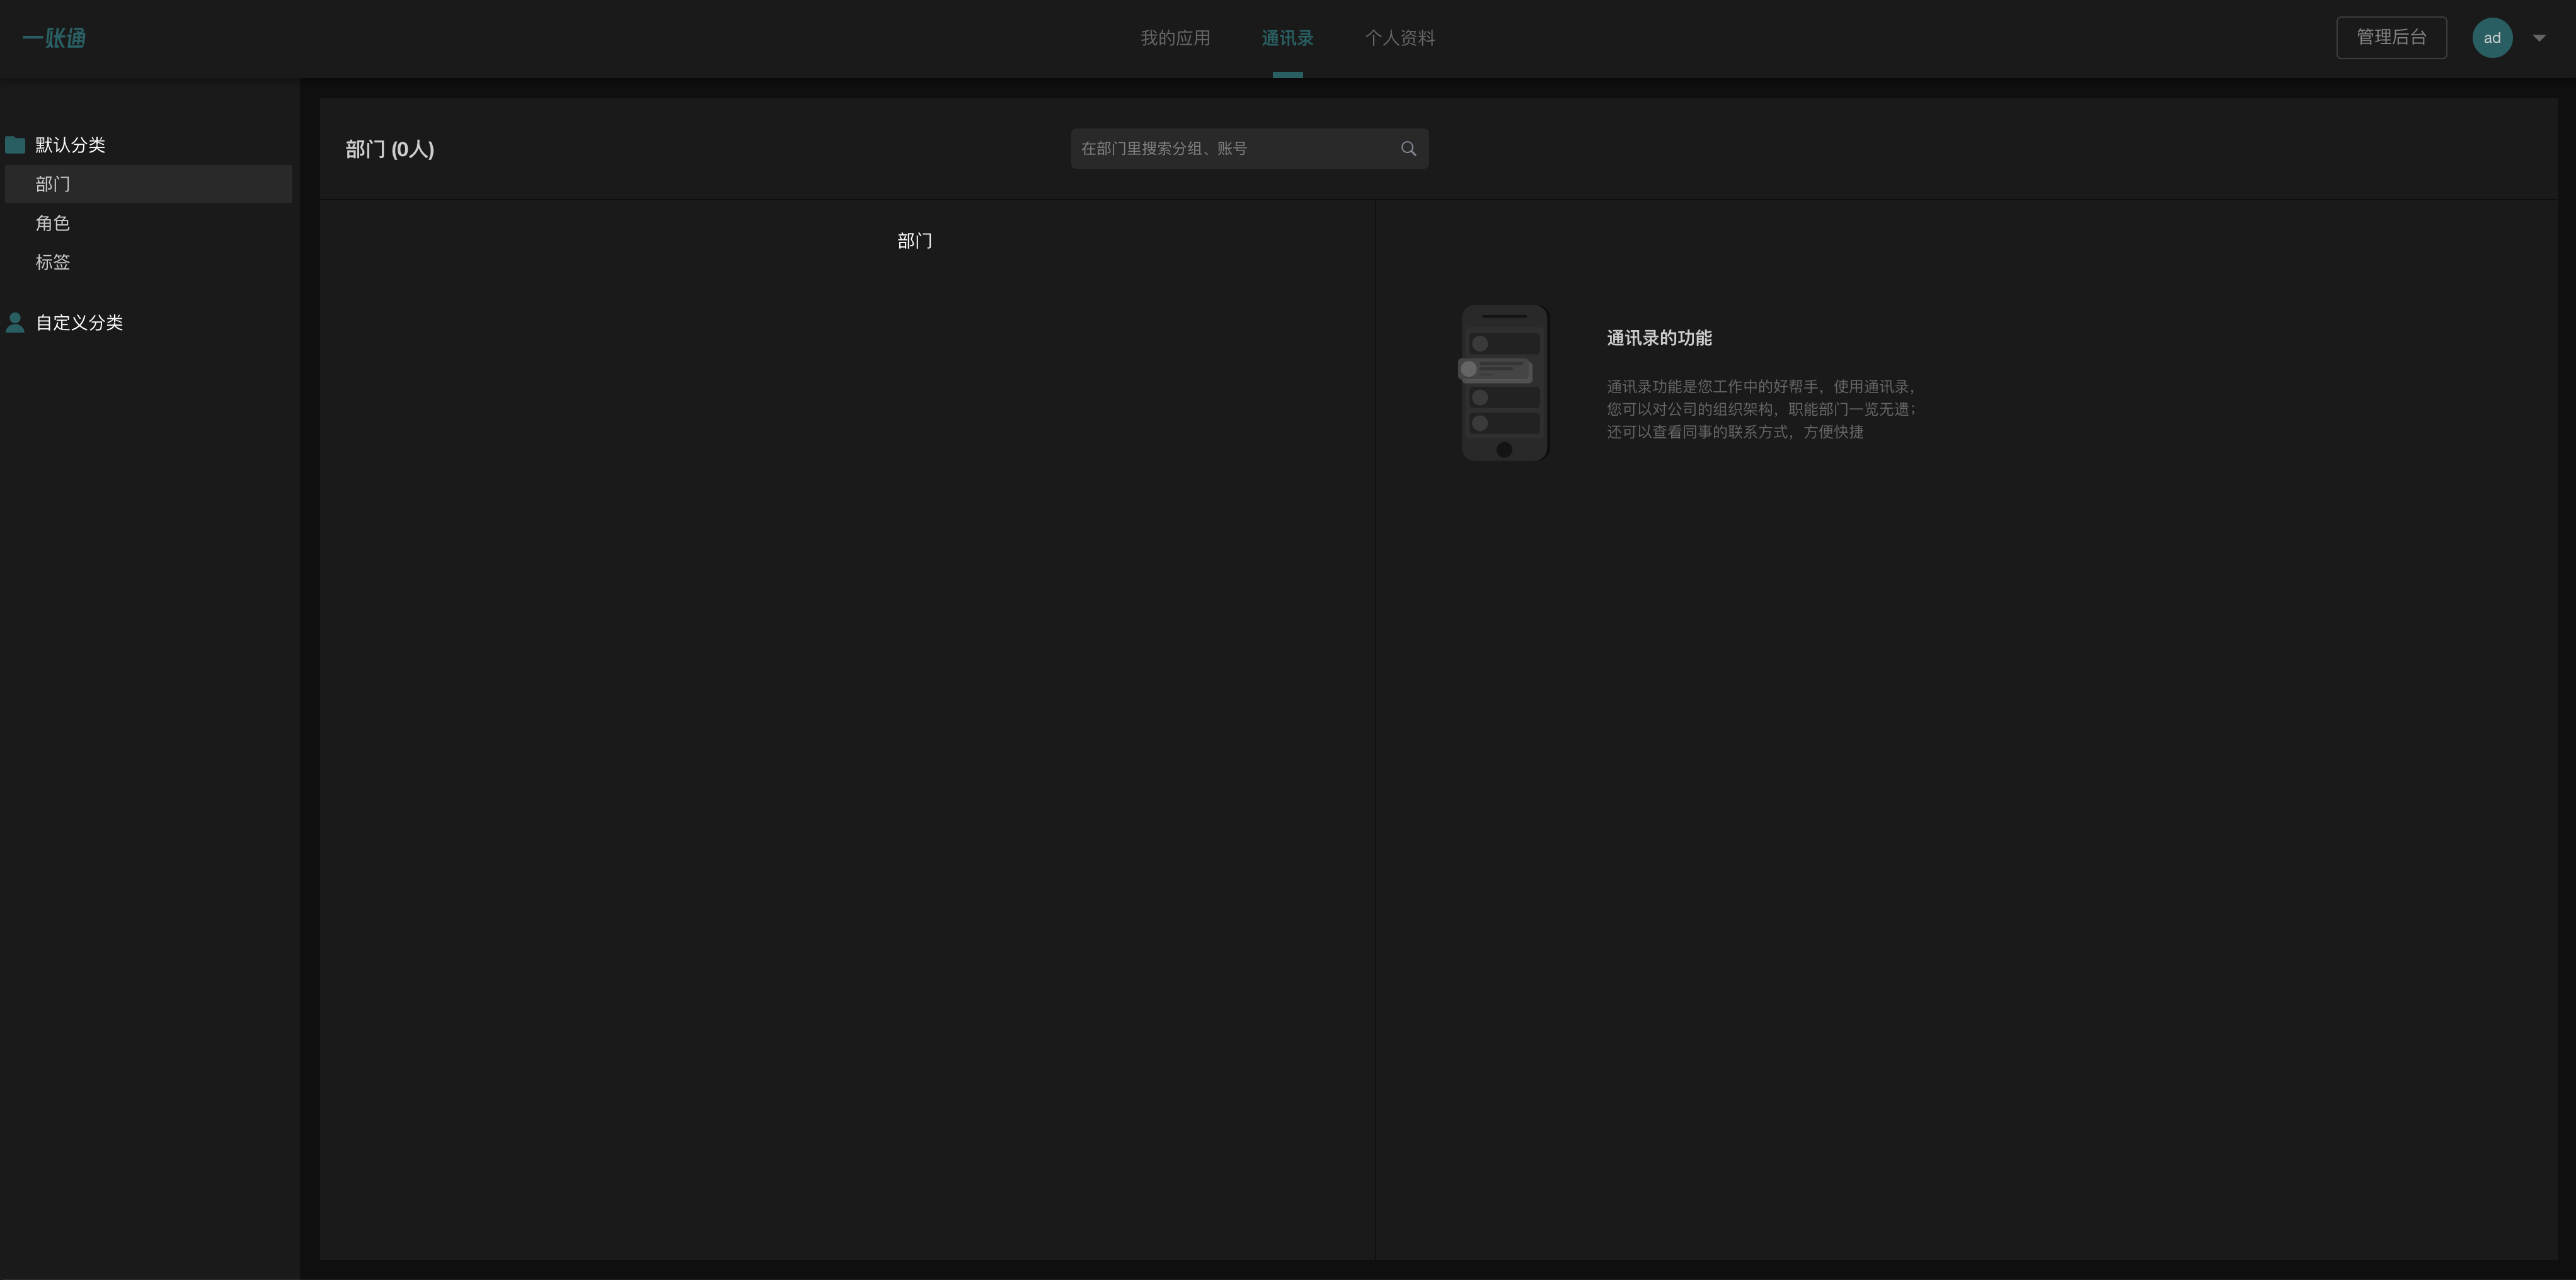 一账通
我的应用
通讯录
个人资料
管理后台
ad
默认分类
部门
角色
标签
自定义分类
部门 (0人)
在部门里搜索分组、账号
部门
通讯录的功能
通讯录功能是您工作中的好帮手，使用通讯录，
您可以对公司的组织架构，职能部门一览无遗；
还可以查看同事的联系方式，方便快捷